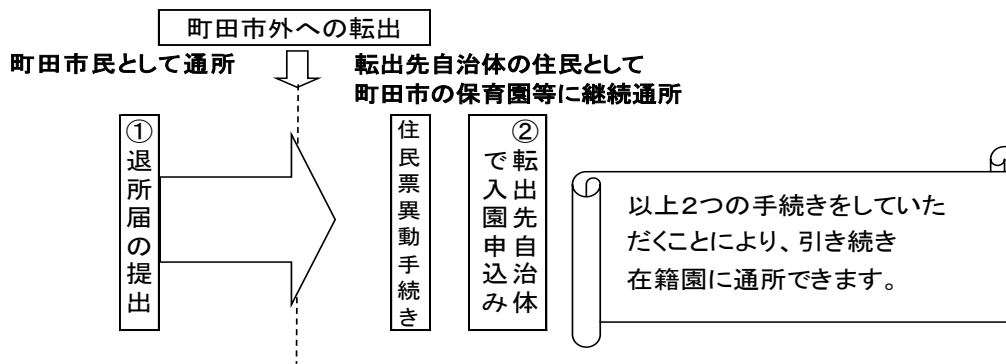 町田市外への転出
町田市民として通所
転出先自治体の住民として
町田市の保育園等に継続通所
①退所届の提出
住民票異動手続き
②転出先自治体
で入園申込み
以上2つの手続きをしていた
だくことにより、引き続き
在籍園に通所できます。